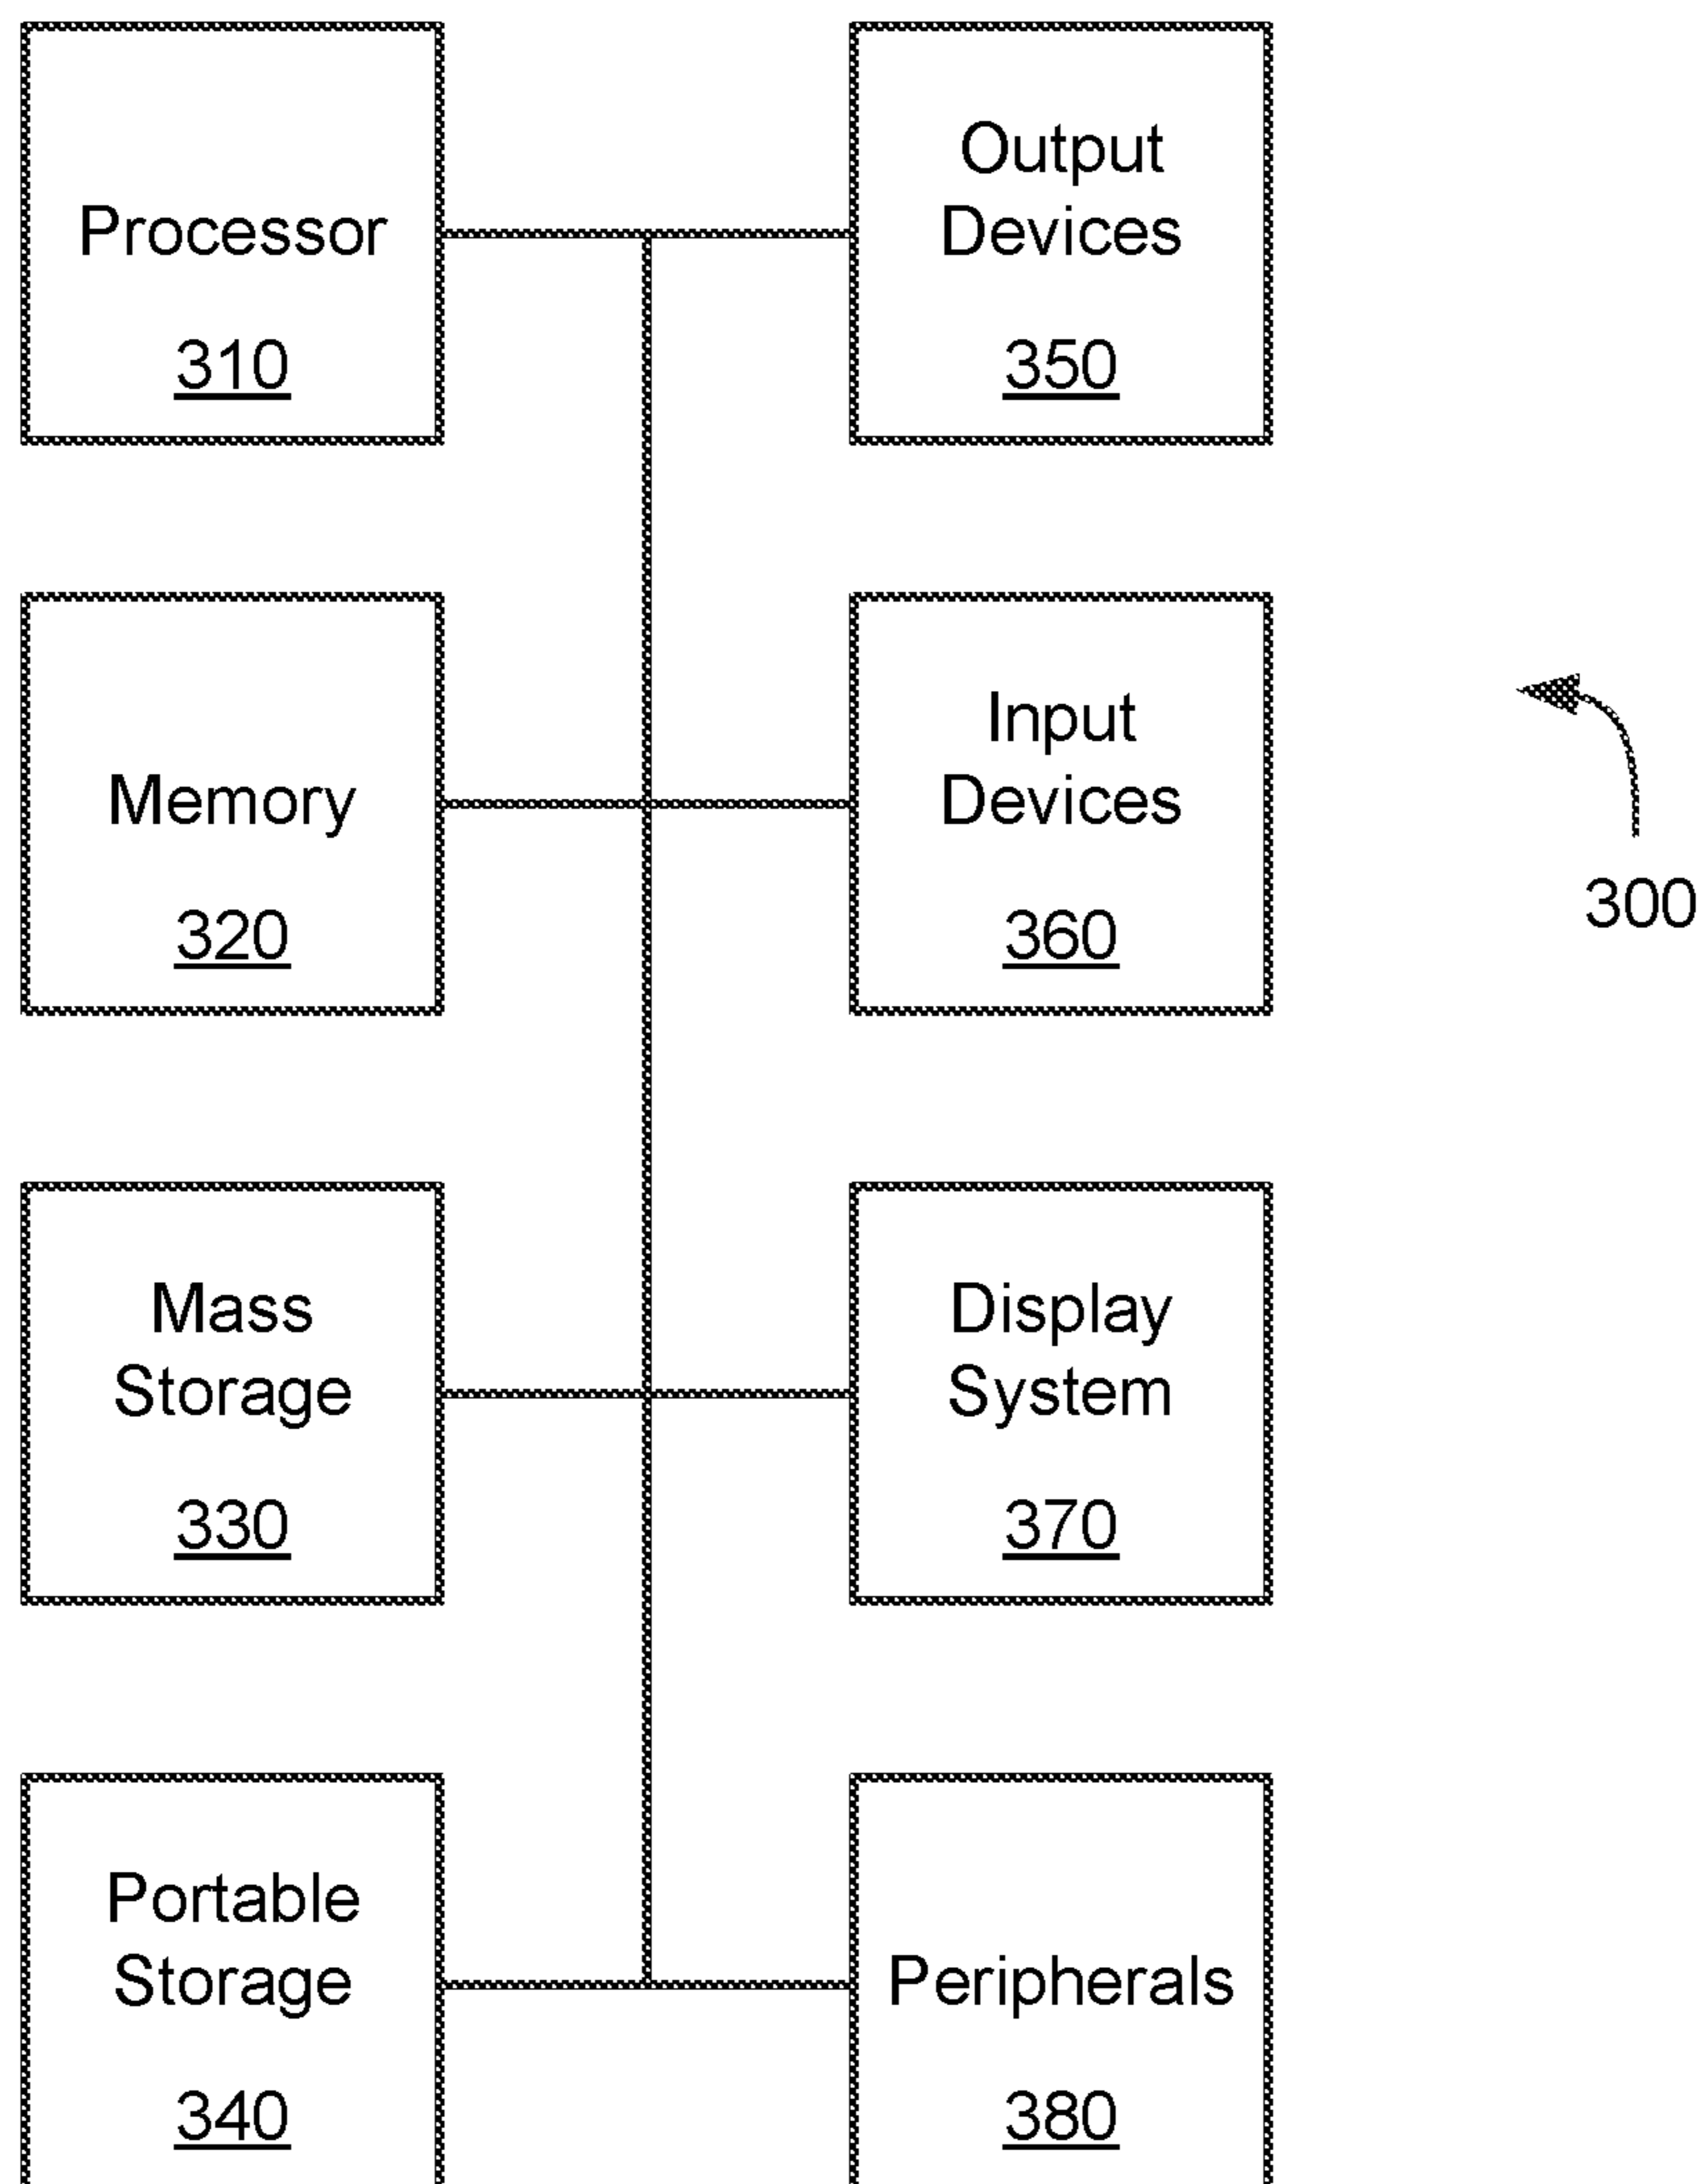 Processor
310
Output
Devices
350
Memory
320
Input
Devices
360
300
Mass
Storage
330
Display
System
370
Portable
Storage
340
Peripherals
380